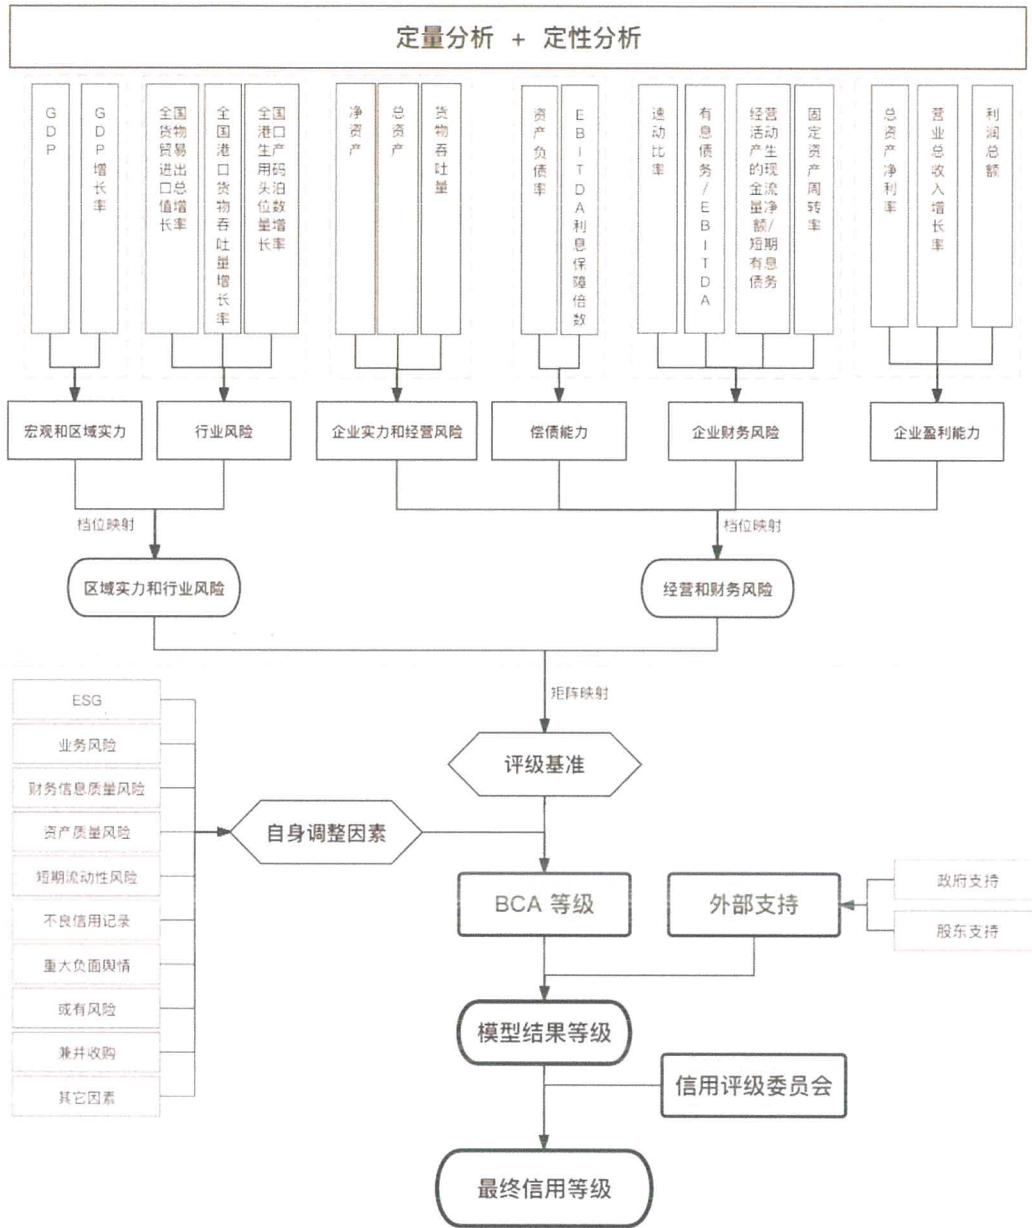 定量分析 + 定性分析
GDP
GDP增长率
全国货物贸易进出口总值增长率
全国港口货物吞吐量增长率
全国港口生产用码头泊位数量增长率
净资产
总资产
货物吞吐量
资产负债率
EBITDA利息保障倍数
速动比率
有息债务/EBITDA
经营活动产生的现金流量净额/短期有息债务
固定资产周转率
总资产净利率
营业总收入增长率
利润总额
宏观和区域实力
行业风险
企业实力和经营风险
偿债能力
企业财务风险
企业盈利能力
档位映射
档位映射
区域实力和行业风险
经营和财务风险
矩阵映射
评级基准
ESG
业务风险
财务信息质量风险
资产质量风险
短期流动性风险
不良信用记录
重大负面舆情
或有风险
兼并收购
其它因素
自身调整因素
BCA 等级
外部支持
政府支持
股东支持
模型结果等级
信用评级委员会
最终信用等级